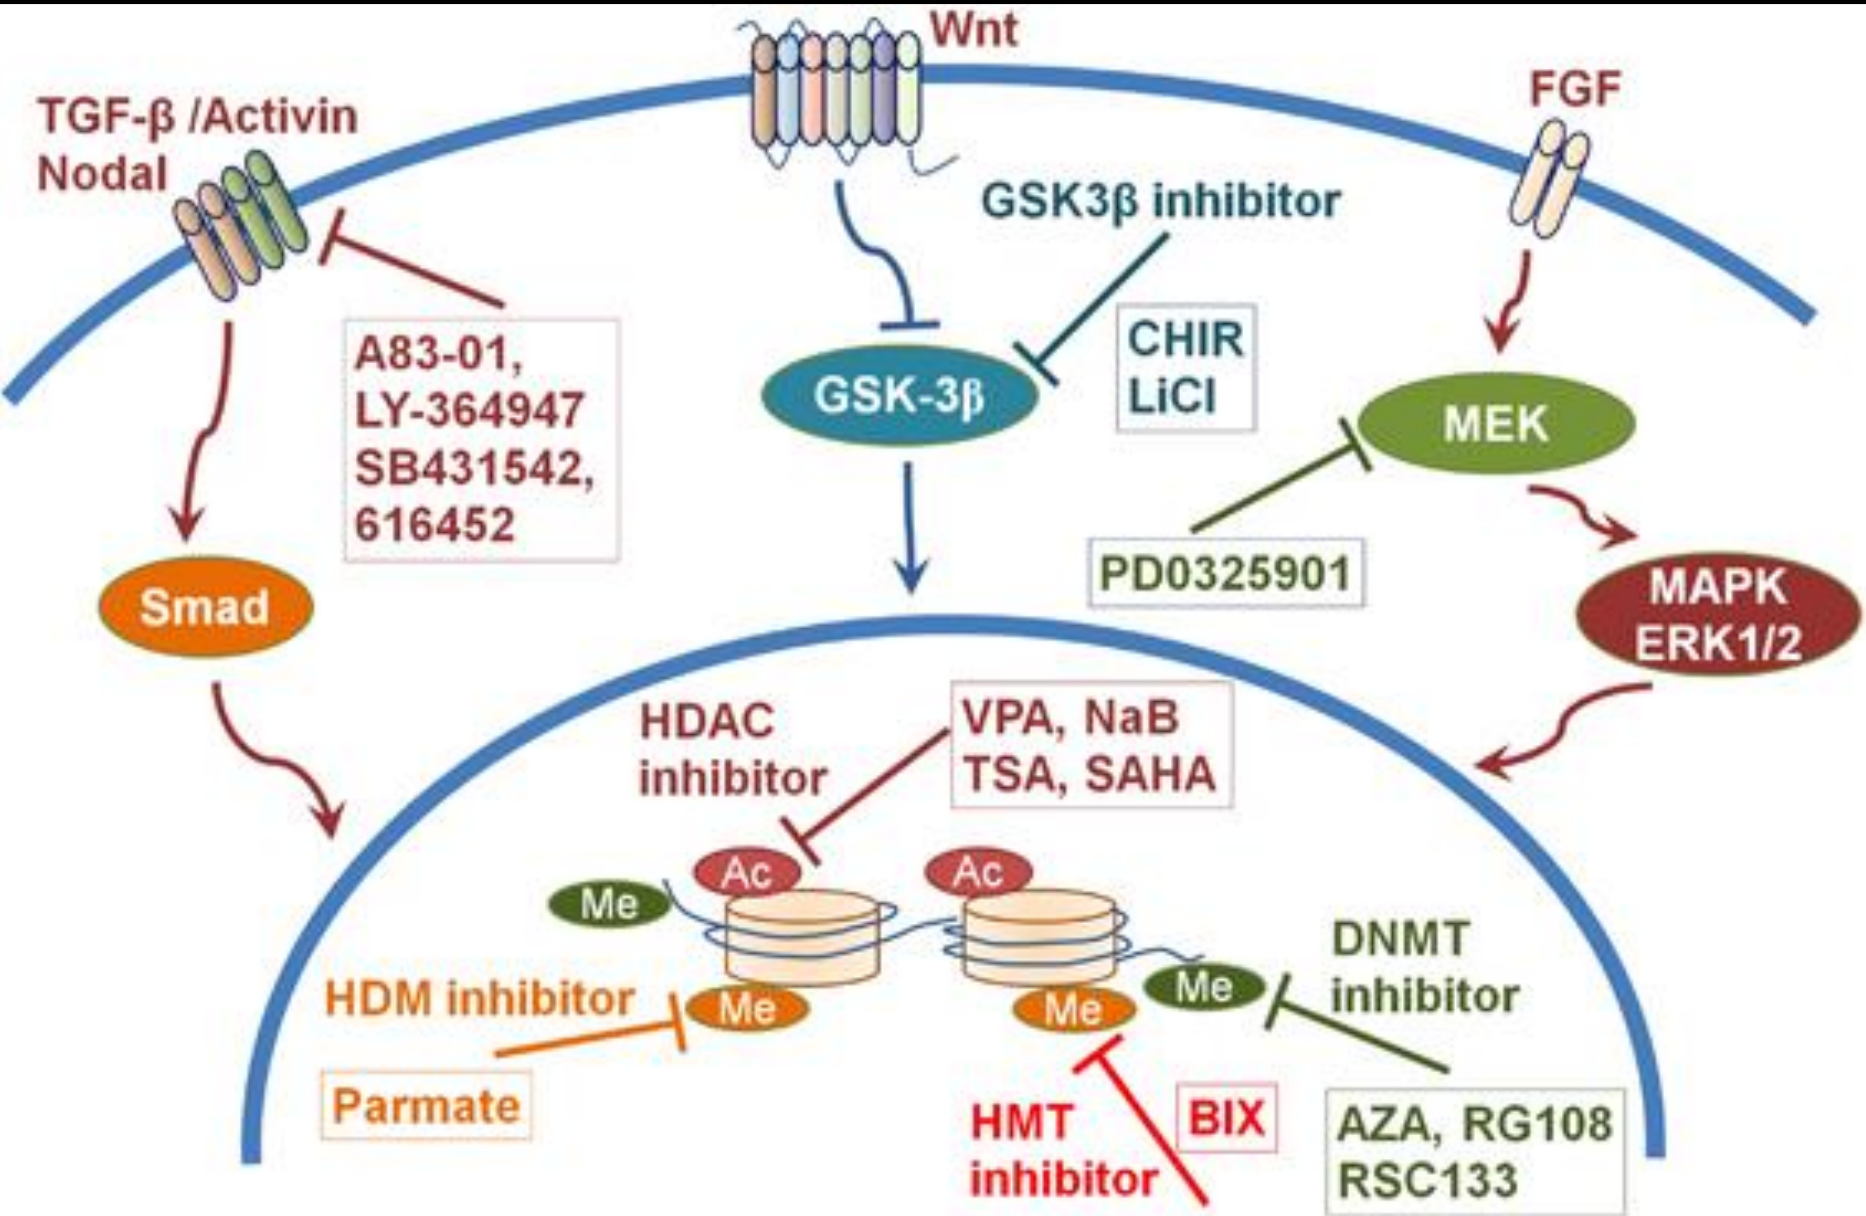 Wnt
FGF
TGF-β /Activin
Nodal
GSK3β inhibitor
A83-01,
LY-364947
SB431542,
616452
CHIR
LiCl
GSK-3β
MEK
PD0325901
Smad
MAPK
ERK1/2
HDAC
inhibitor
VPA, NaB
TSA, SAHA
Ac
Ac
Me
DNMT
inhibitor
HDM inhibitor
Me
Me
Me
Parmate
HMT
inhibitor
BIX
AZA, RG108
RSC133